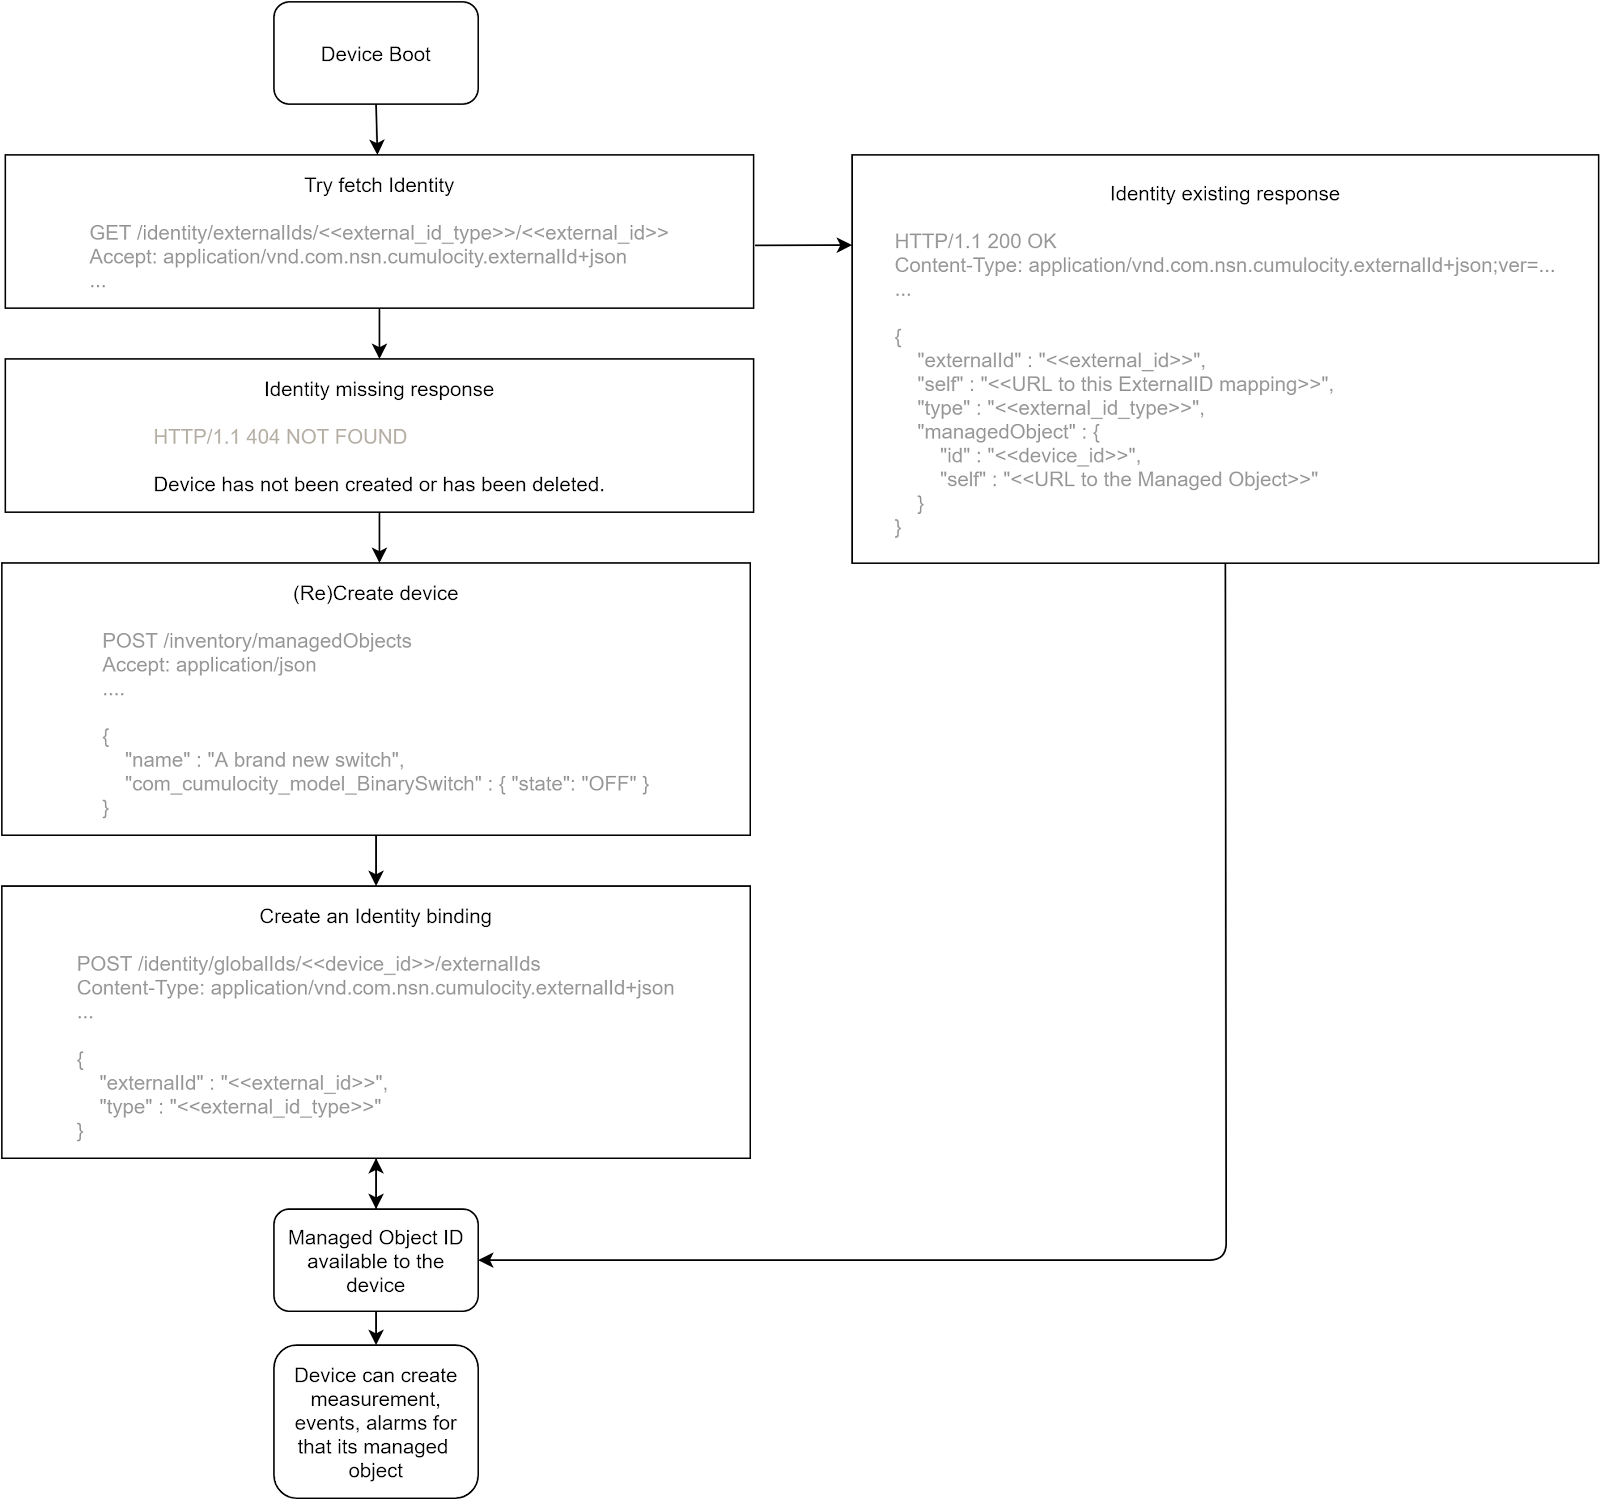 Device Boot
Try fetch Identity
GET /identity/externalIds/<<external_id_type>>/<<external_id>>
Accept: application/vnd.com.nsn.cumulocity.externalId+json
...
Identity existing response
HTTP/1.1 200 OK
Content-Type: application/vnd.com.nsn.cumulocity.externalId+json;ver=...
...
{
"externalId" : "<<external_id>>",
"self" : "<<URL to this ExternalID mapping>>",
"type" : "<<external_id_type>>",
"managedObject" : {
"id" : "<<device_id>>",
"self" : "<<URL to the Managed Object>>"
}
}
Identity missing response
HTTP/1.1 404 NOT FOUND
Device has not been created or has been deleted.
(Re)Create device
POST /inventory/managedObjects
Accept: application/json
....
{
"name" : "A brand new switch",
"com_cumulocity_model_BinarySwitch" : { "state": "OFF" }
}
Create an Identity binding
POST /identity/globalIds/<<device_id>>/externalIds
Content-Type: application/vnd.com.nsn.cumulocity.externalId+json
...
{
"externalId" : "<<external_id>>",
"type" : "<<external_id_type>>"
}
Managed Object ID
available to the
device
Device can create
measurement,
events, alarms for
that its managed
object